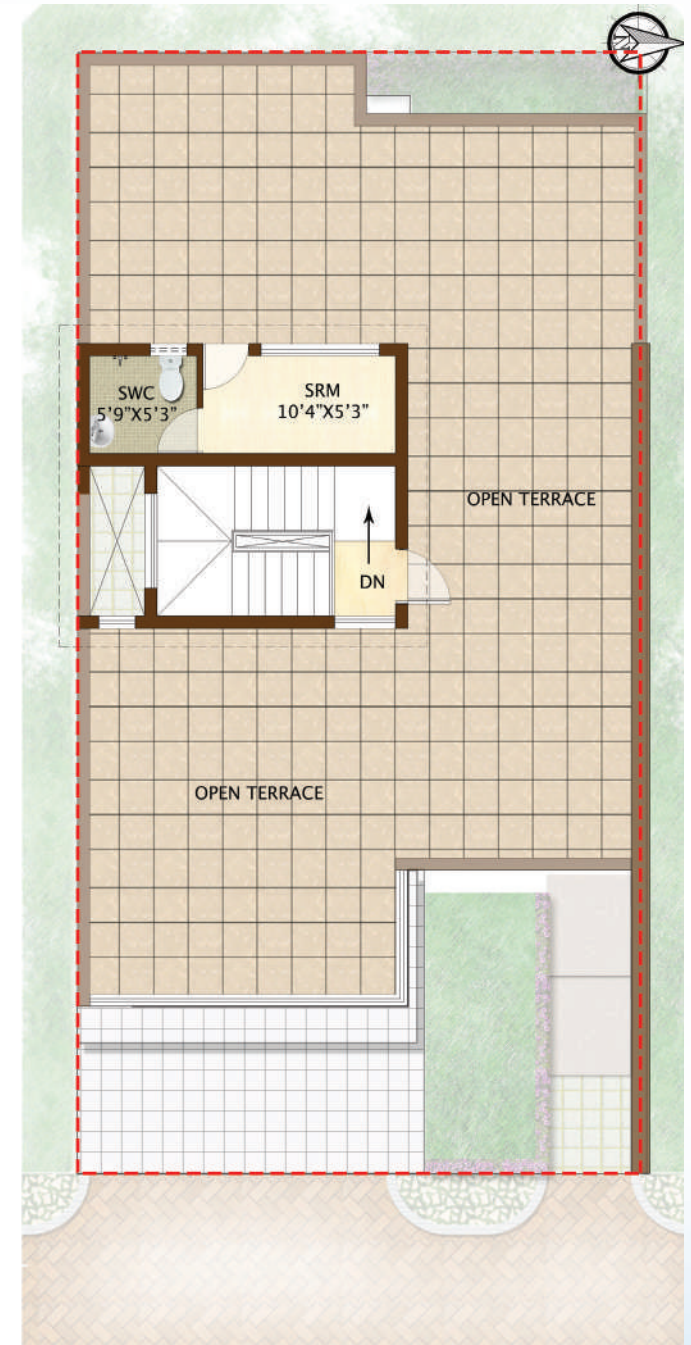 N
SWC
5'9"X5'3"
SRM
10'4"X5'3"
OPEN TERRACE
DN
OPEN TERRACE